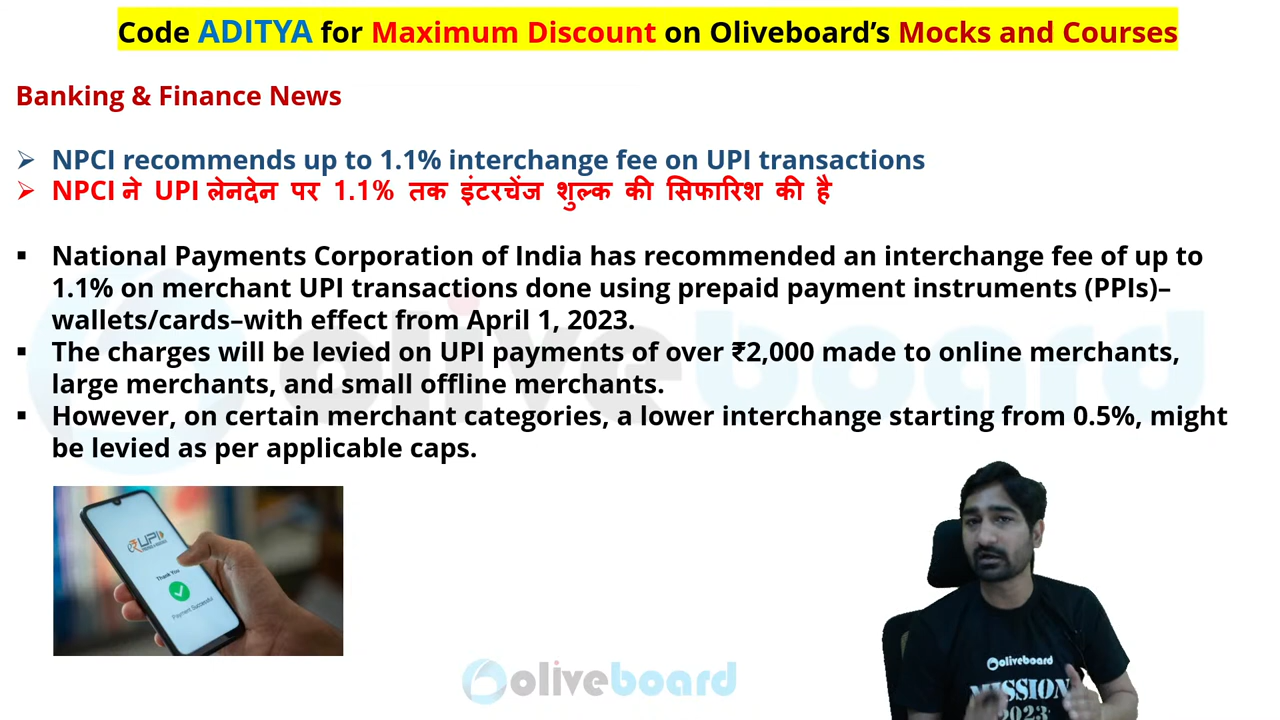 Code ADITYA for Maximum Discount on Oliveboard’s Mocks and Courses
Banking & Finance News
➢ NPCI recommends up to 1.1% interchange fee on UPI transactions
➢ NPCI ने UPI लेनदेन पर 1.1% तक इंटरचेंज शुल्क की सिफारिश की है
▪ National Payments Corporation of India has recommended an interchange fee of up to
1.1% on merchant UPI transactions done using prepaid payment instruments (PPIs)–
wallets/cards–with effect from April 1, 2023.
▪ The charges will be levied on UPI payments of over ₹2,000 made to online merchants,
large merchants, and small offline merchants.
▪ However, on certain merchant categories, a lower interchange starting from 0.5%, might
be levied as per applicable caps.
UPI
Thank You
Payment Successful
oliveboard
oliveboard
MISSION
2023
oliveboard